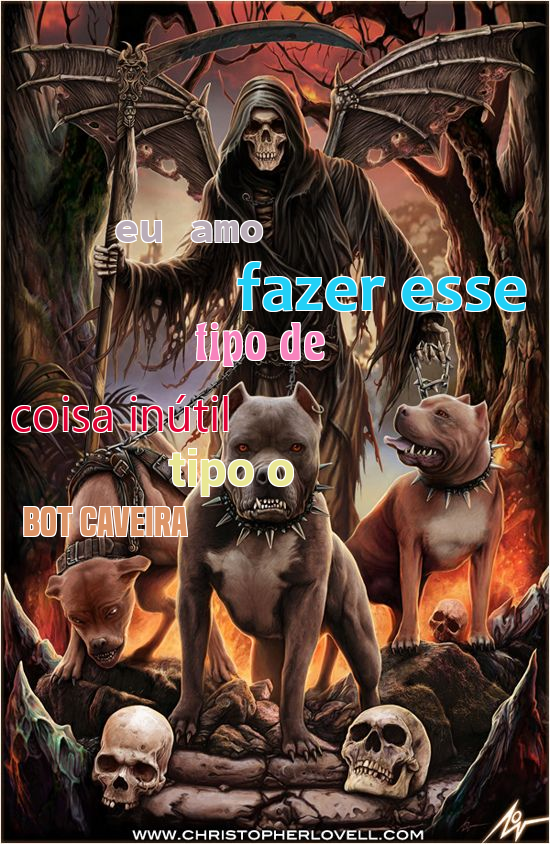 eu amo
fazer esse
tipo de
coisa inútil
tipo o
BOT CAVEIRA
WWW.CHRISTOPHERLOVELL.COM